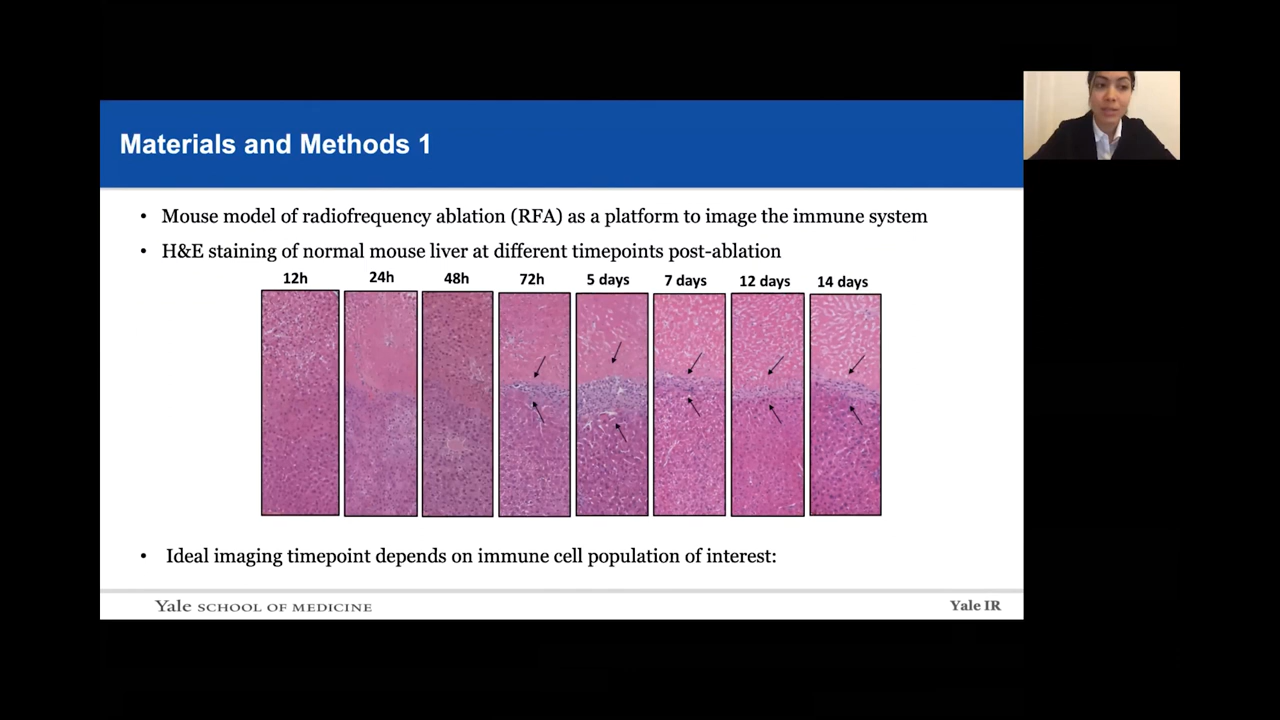 Materials and Methods 1
• Mouse model of radiofrequency ablation (RFA) as a platform to image the immune system
• H&E staining of normal mouse liver at different timepoints post-ablation
12h 24h 48h 72h 5 days 7 days 12 days 14 days
• Ideal imaging timepoint depends on immune cell population of interest:
Yale SCHOOL OF MEDICINE Yale IR